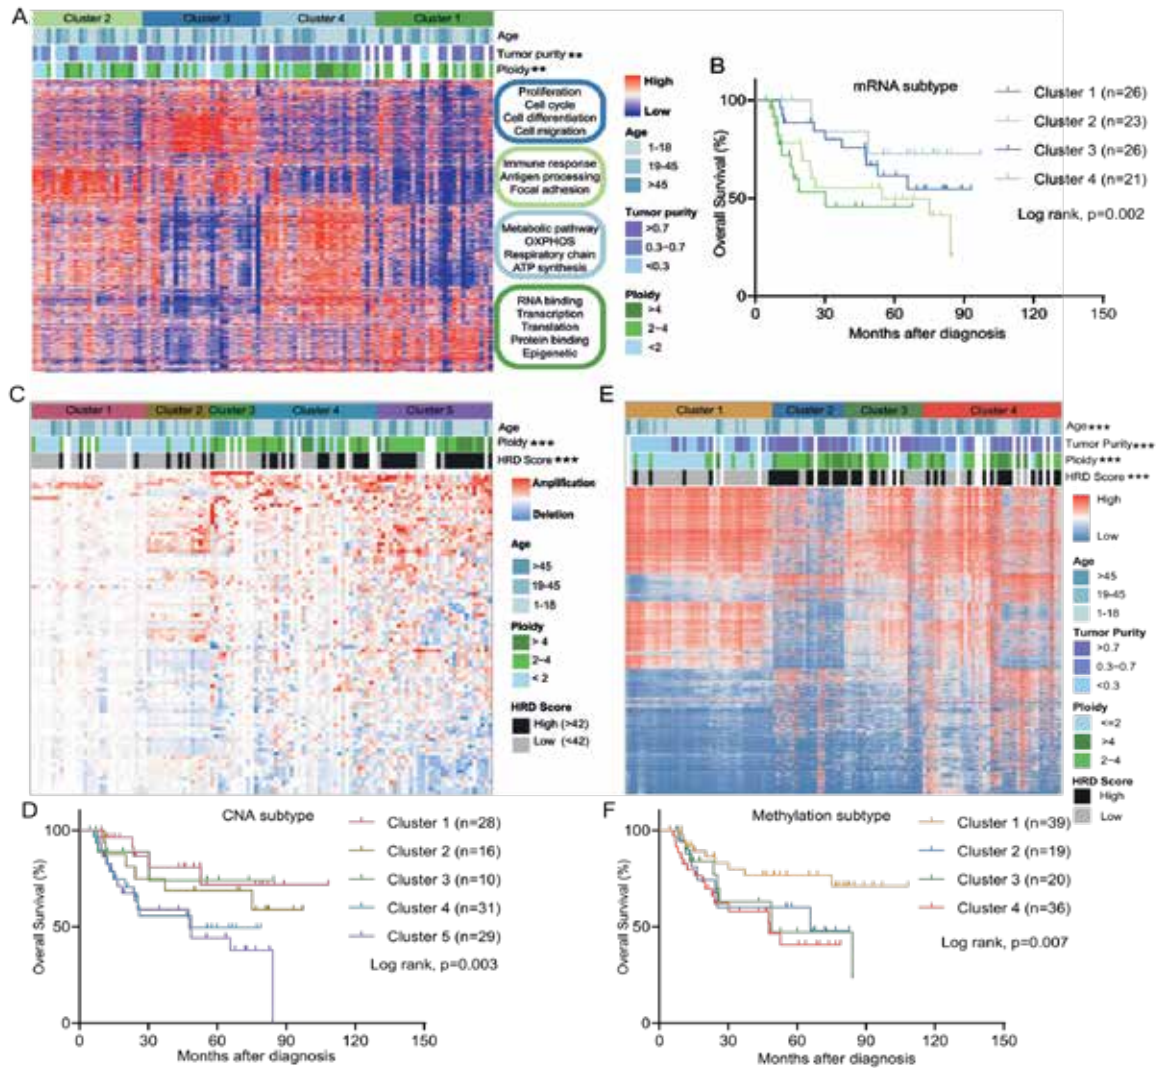 A
Cluster 2
Cluster 3
Cluster 4
Cluster 1
Age
Tumor purity **
Ploidy **
Proliferation
Cell cycle
Cell differentiation
Cell migration
Immune response
Antigen processing
Focal adhesion
Metabolic pathway
OXPHOS
Respiratory chain
ATP synthesis
RNA binding
Transcription
Translation
Protein binding
Epigenetic
High
Low
Age
1-18
19-45
>45
Tumor purity
>0.7
0.3-0.7
<0.3
Ploidy
>4
2-4
<2
B
mRNA subtype
Cluster 1 (n=26)
Cluster 2 (n=23)
Cluster 3 (n=26)
Cluster 4 (n=21)
Log rank, p=0.002
Overall Survival (%)
100
50
0
0 30 60 90 120 150
Months after diagnosis
C
Cluster 1
Cluster 2
Cluster 3
Cluster 4
Cluster 5
Age
Ploidy ***
HRD Score ***
Amplification
Deletion
Age
>45
19-45
1-18
Ploidy
> 4
2-4
< 2
HRD Score
High (>42)
Low (<42)
E
Cluster 1
Cluster 2
Cluster 3
Cluster 4
Age ***
Tumor Purity ***
Ploidy ***
HRD Score ***
High
Low
Age
>45
19-45
1-18
Tumor Purity
>0.7
0.3-0.7
<0.3
Ploidy
<=2
>4
2-4
HRD Score
High
Low
D
CNA subtype
Cluster 1 (n=28)
Cluster 2 (n=16)
Cluster 3 (n=10)
Cluster 4 (n=31)
Cluster 5 (n=29)
Log rank, p=0.003
Overall Survival (%)
100
50
0
0 30 60 90 120 150
Months after diagnosis
F
Methylation subtype
Cluster 1 (n=39)
Cluster 2 (n=19)
Cluster 3 (n=20)
Cluster 4 (n=36)
Log rank, p=0.007
Overall Survival (%)
100
50
0
0 30 60 90 120 150
Months after diagnosis